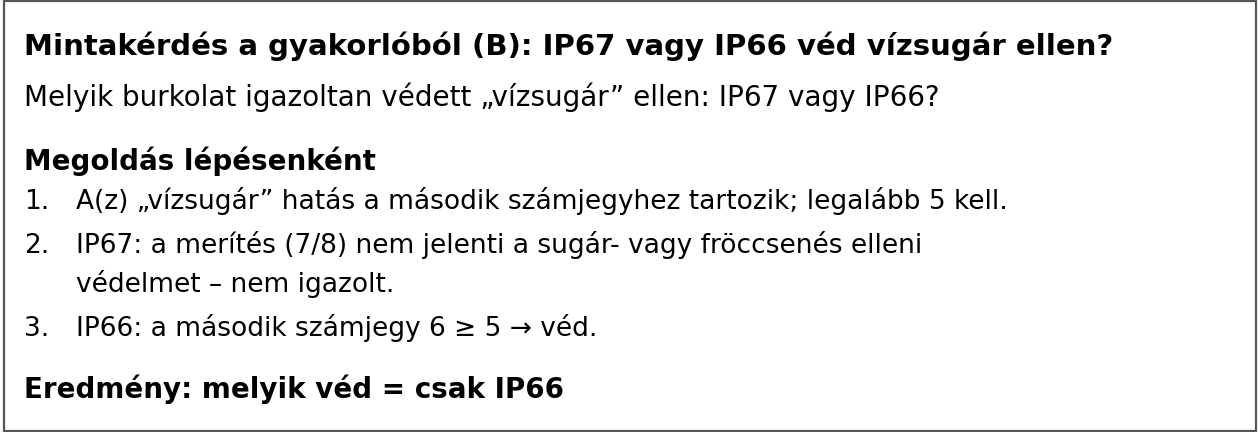 Mintakérdés a gyakorlóból (B): IP67 vagy IP66 véd vízsugár ellen?
Melyik burkolat igazoltan védett „vízsugár” ellen: IP67 vagy IP66?
Megoldás lépésenként
1. A(z) „vízsugár” hatás a második számjegyhez tartozik; legalább 5 kell.
2. IP67: a merítés (7/8) nem jelenti a sugár- vagy fröccsenés elleni
védelmet – nem igazolt.
3. IP66: a második számjegy 6 ≥ 5 → véd.
Eredmény: melyik véd = csak IP66